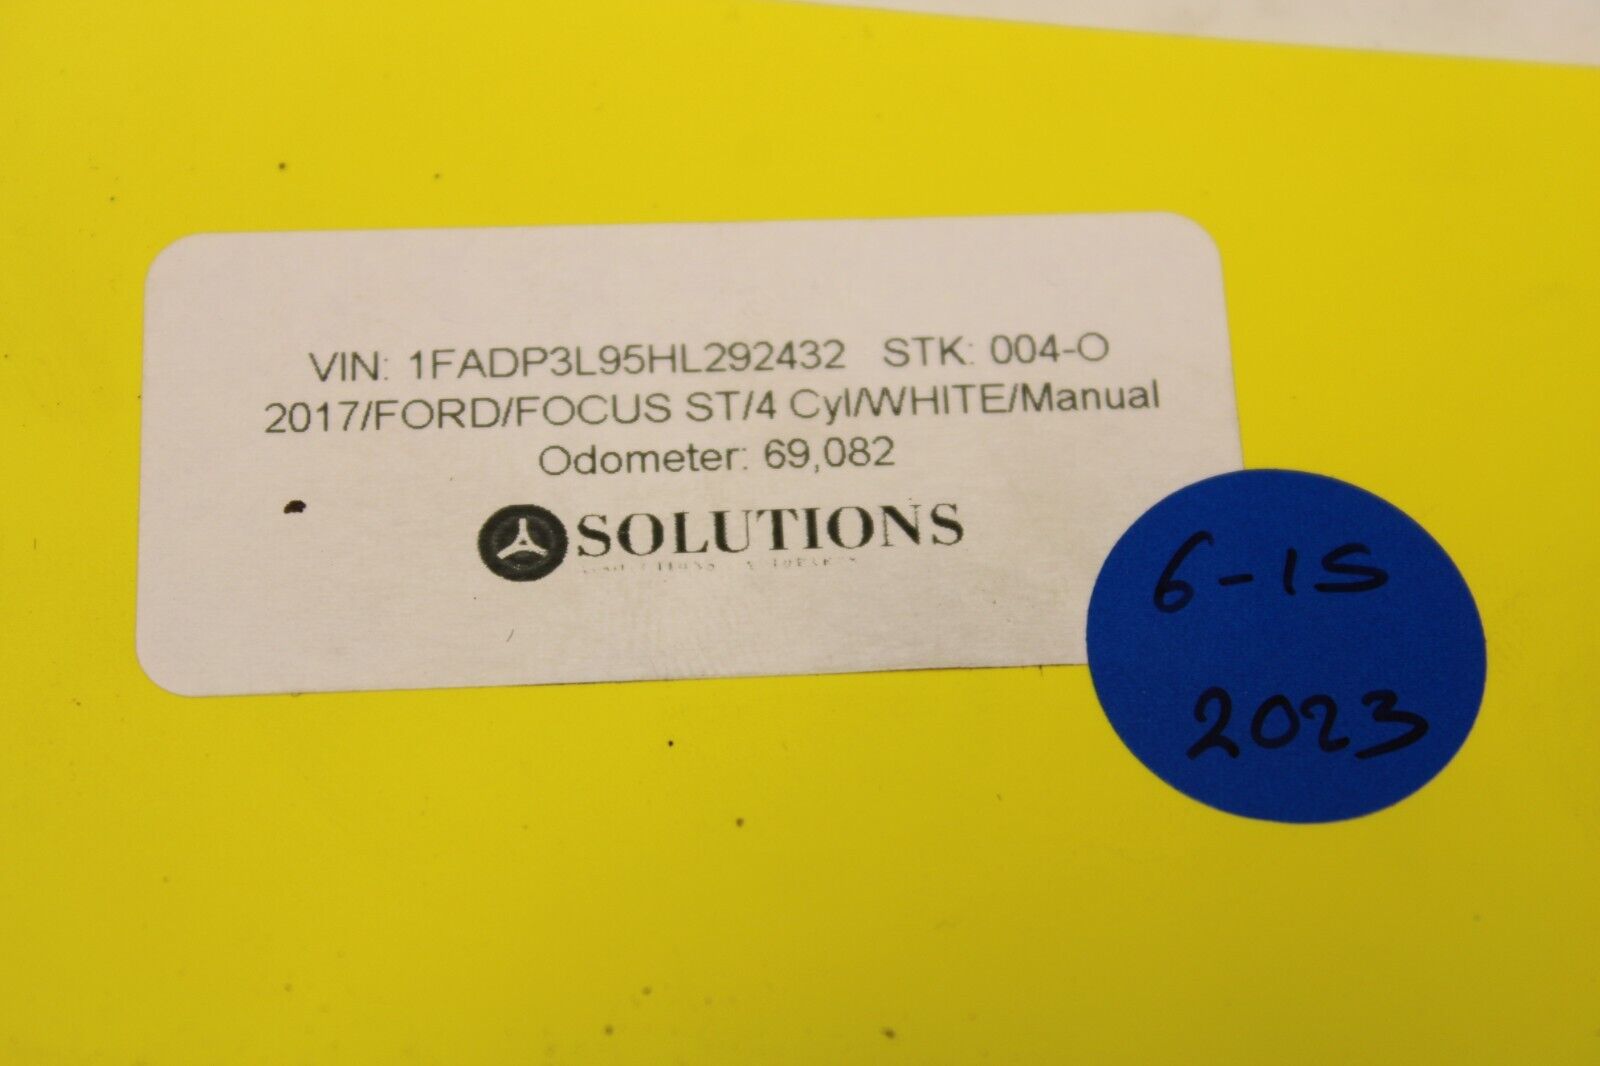 VIN: 1FADP3L95HL292432 STK: 004-O
2017/FORD/FOCUS ST/4 Cyl/WHITE/Manual
Odometer: 69,082
SOLUTIONS
6-15
2023